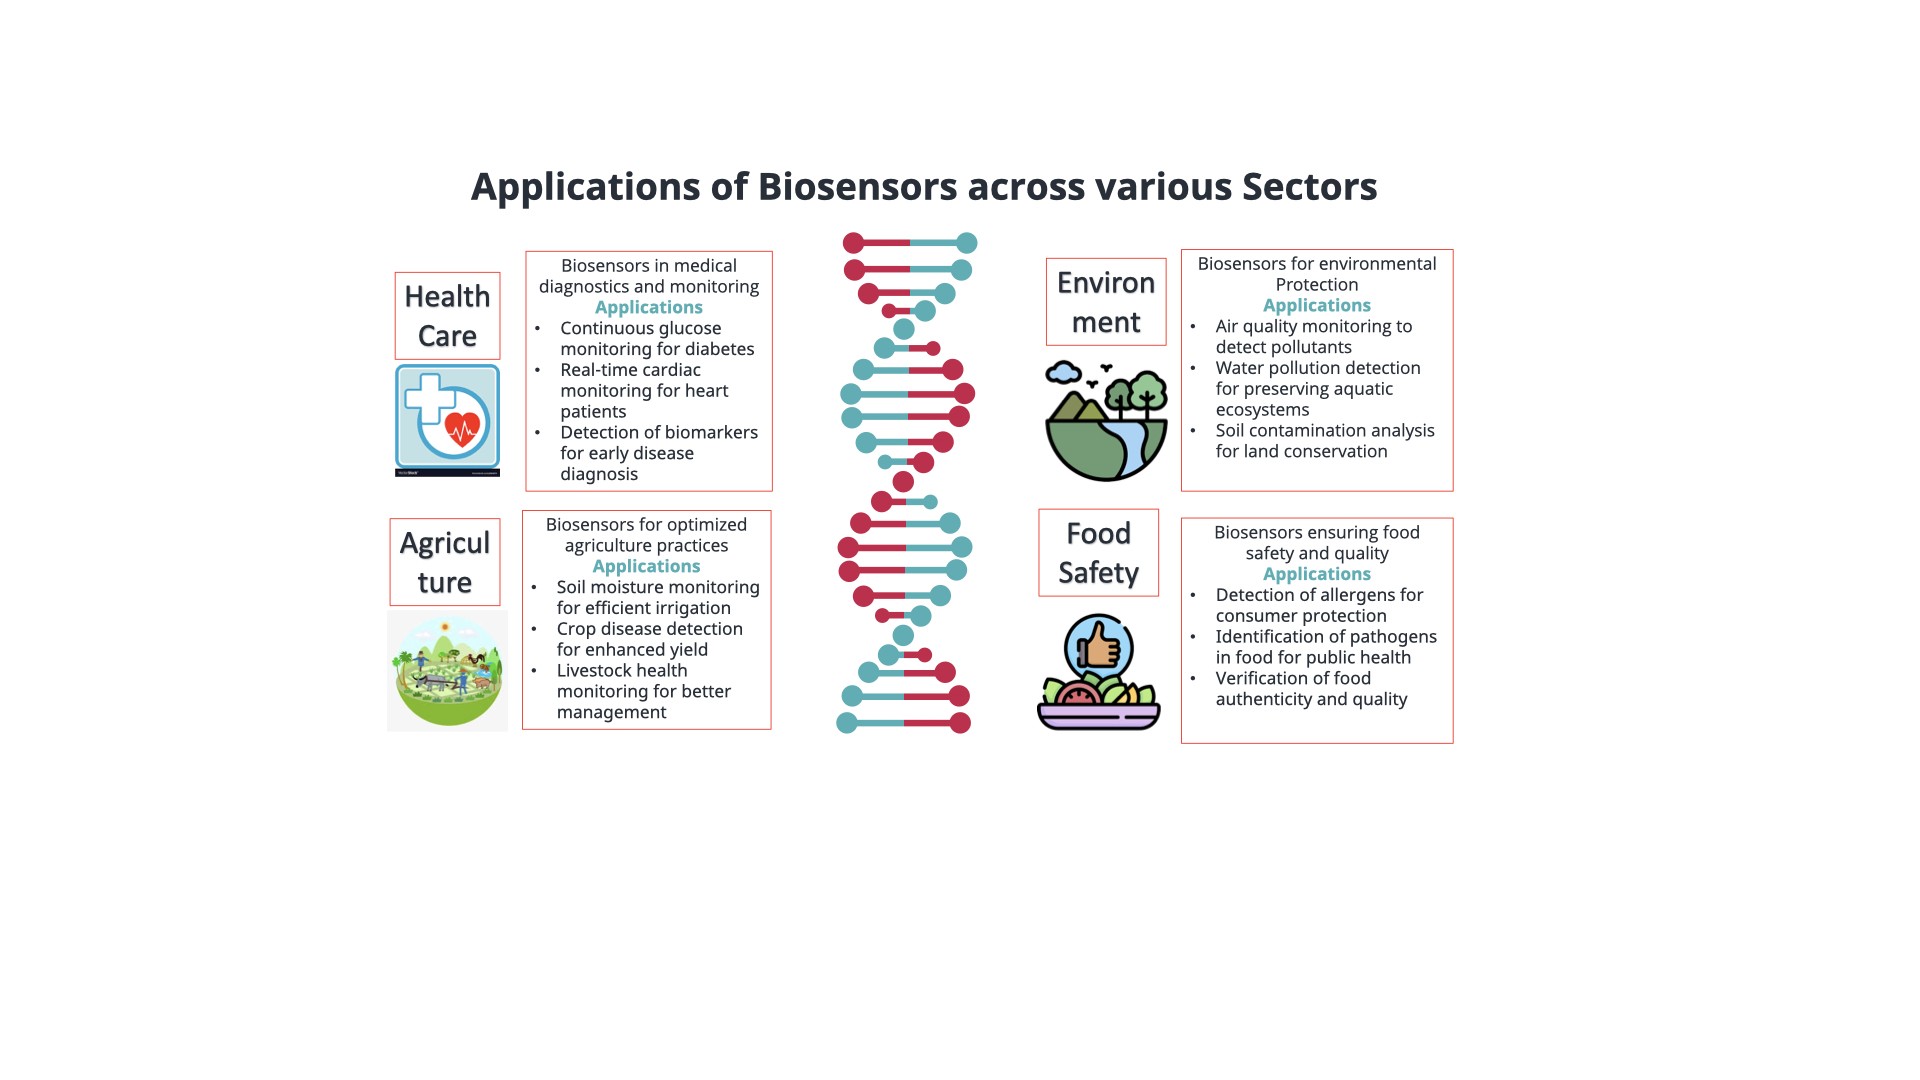 Applications of Biosensors across various Sectors
Health
Care
Biosensors in medical
diagnostics and monitoring
Applications
• Continuous glucose
monitoring for diabetes
• Real-time cardiac
monitoring for heart
patients
• Detection of biomarkers
for early disease
diagnosis
Agricul
ture
Biosensors for optimized
agriculture practices
Applications
• Soil moisture monitoring
for efficient irrigation
• Crop disease detection
for enhanced yield
• Livestock health
monitoring for better
management
Environ
ment
Biosensors for environmental
Protection
Applications
• Air quality monitoring to
detect pollutants
• Water pollution detection
for preserving aquatic
ecosystems
• Soil contamination analysis
for land conservation
Food
Safety
Biosensors ensuring food
safety and quality
Applications
• Detection of allergens for
consumer protection
• Identification of pathogens
in food for public health
• Verification of food
authenticity and quality